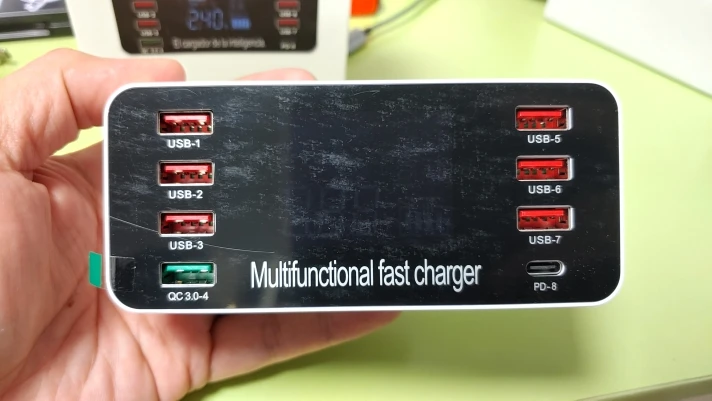 240.
El cargador de la inteligencia
USB-1
USB-2
USB-3
QC 3.0-4
Multifunctional fast charger
USB-5
USB-6
USB-7
PD-8